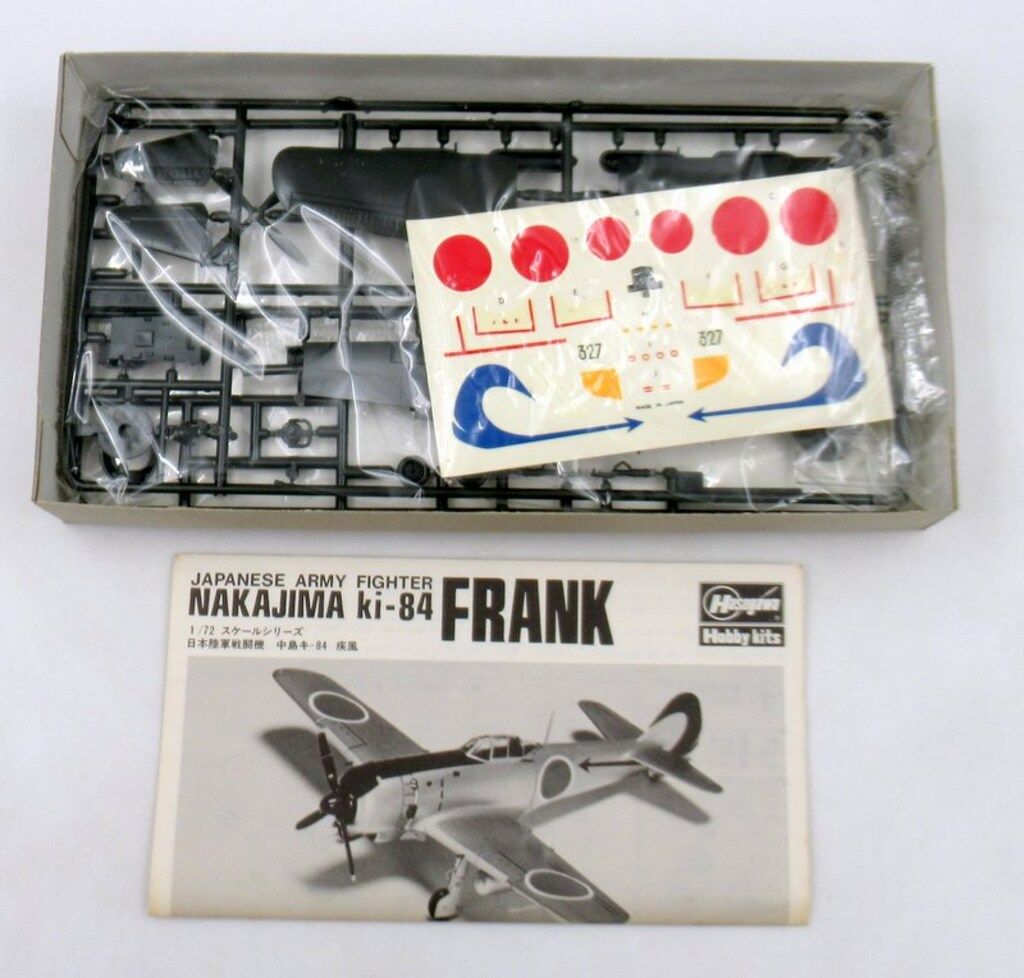 A B C
D E F G
327 327
MADE IN JAPAN
JAPANESE ARMY FIGHTER
NAKAJIMA ki-84 FRANK
1/72 スケールシリーズ
日本陸軍戦闘機 中島キ-84 疾風
Hasegawa
Hobby kits